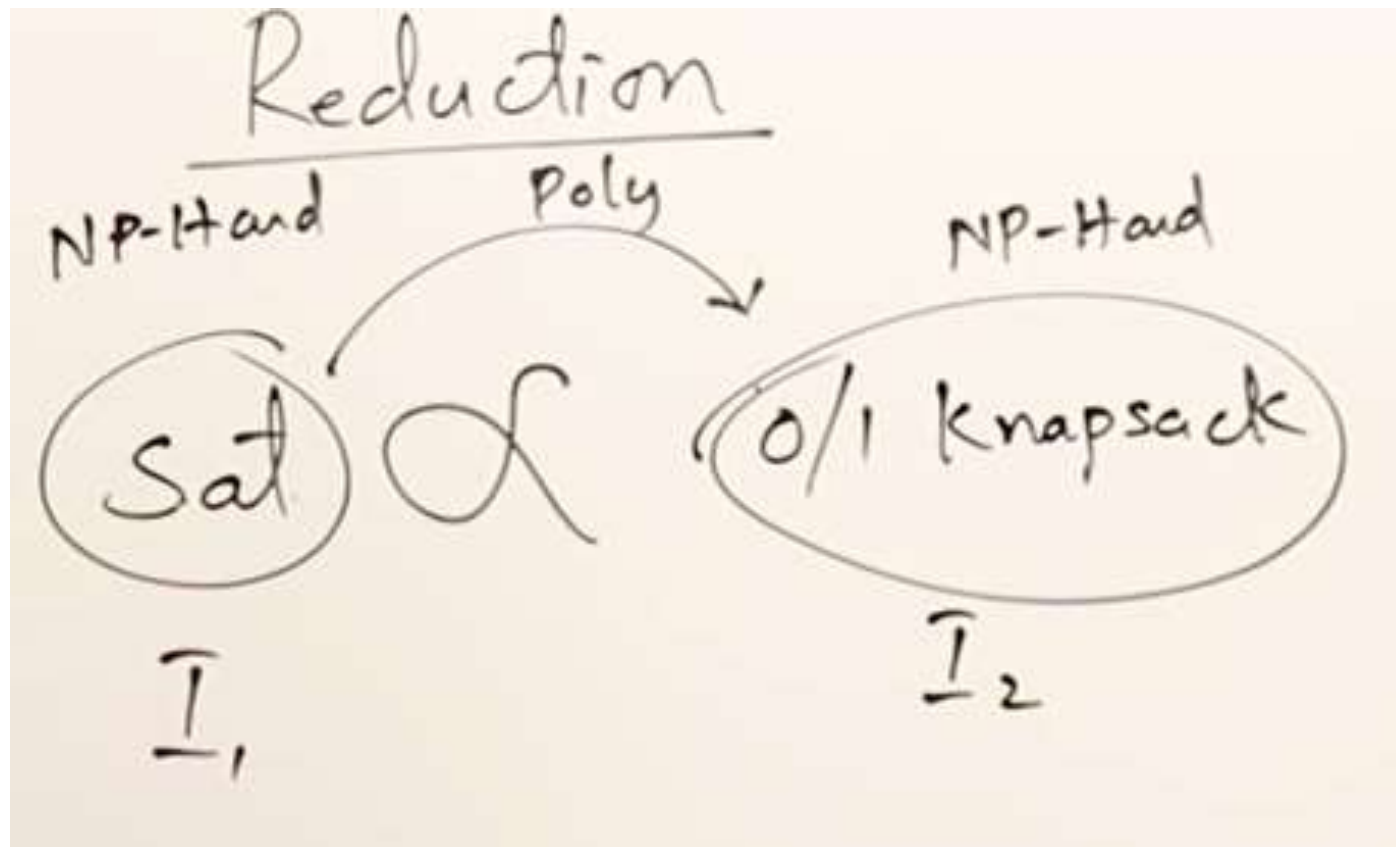 Reduction
NP-Hard Poly NP-Hard
Sat ∝ 0/1 Knapsack
I₁ I₂